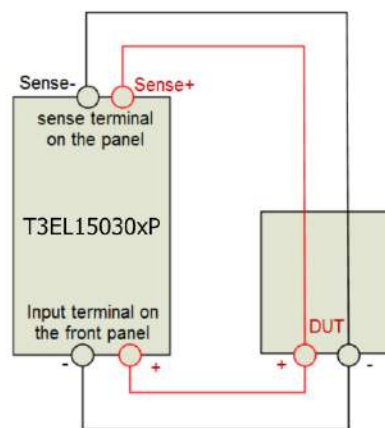 Sense-
Sense+
sense terminal
on the panel
T3EL15030xP
Input terminal on
the front panel
DUT
-
+
+
-